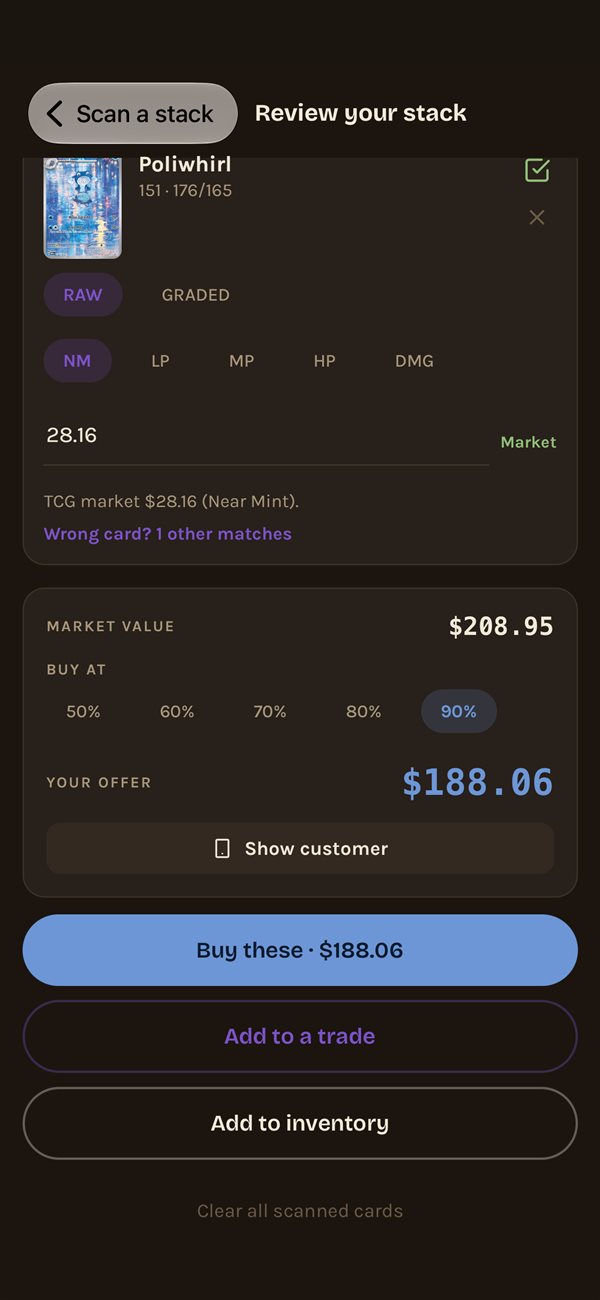 Scan a stack
Review your stack
Poliwhirl
151 · 176/165
RAW
GRADED
NM
LP
MP
HP
DMG
28.16
Market
TCG market $28.16 (Near Mint).
Wrong card? 1 other matches
MARKET VALUE
$208.95
BUY AT
50%
60%
70%
80%
90%
YOUR OFFER
$188.06
Show customer
Buy these · $188.06
Add to a trade
Add to inventory
Clear all scanned cards